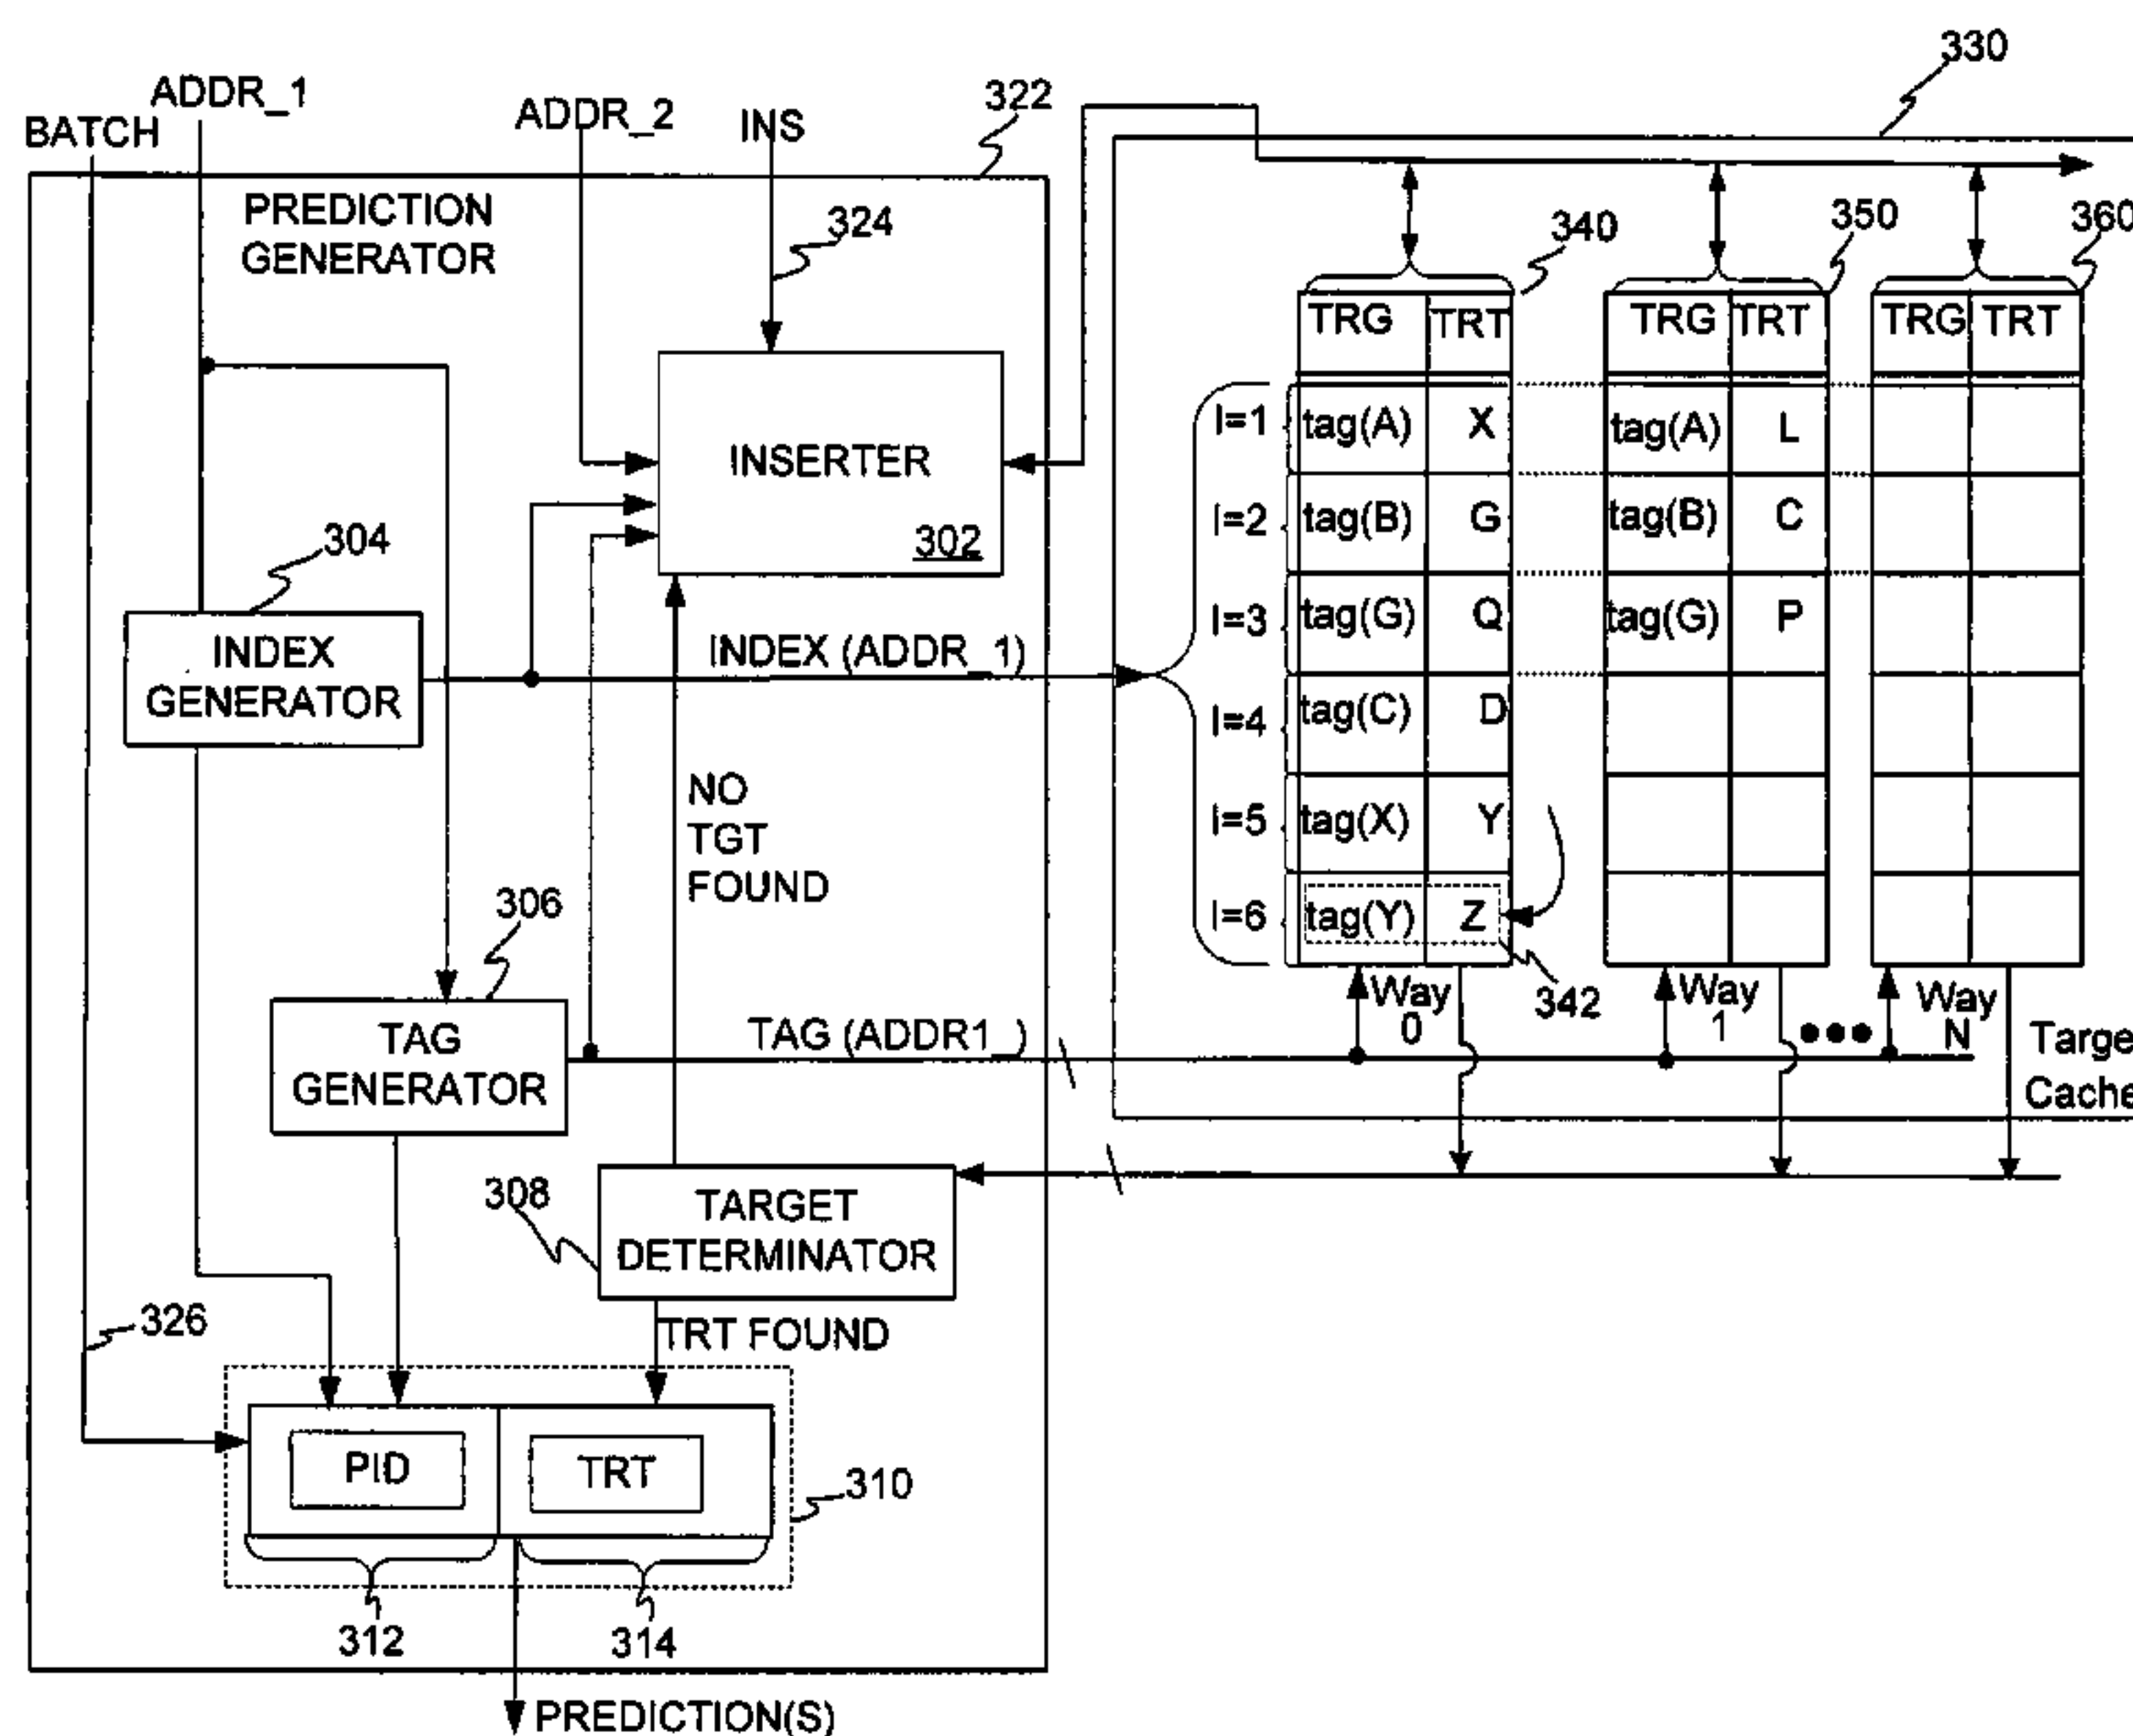 330
ADDR_1
BATCH
ADDR_2
INS
322
PREDICTION
GENERATOR
324
340
350
360
TRG TRT
TRG TRT
TRG TRT
INSERTER
302
I=1 tag(A) X tag(A) L
I=2 tag(B) G tag(B) C
I=3 tag(G) Q tag(G) P
I=4 tag(C) D
I=5 tag(X) Y
I=6 tag(Y) Z
304
INDEX
GENERATOR
INDEX (ADDR_1)
NO
TGT
FOUND
306
342
Way
0
Way
1
Way
N
TAG
GENERATOR
TAG (ADDR1_)
Targe
Cache
308
TARGET
DETERMINATOR
326
TRT FOUND
PID
TRT
310
312
314
PREDICTION(S)